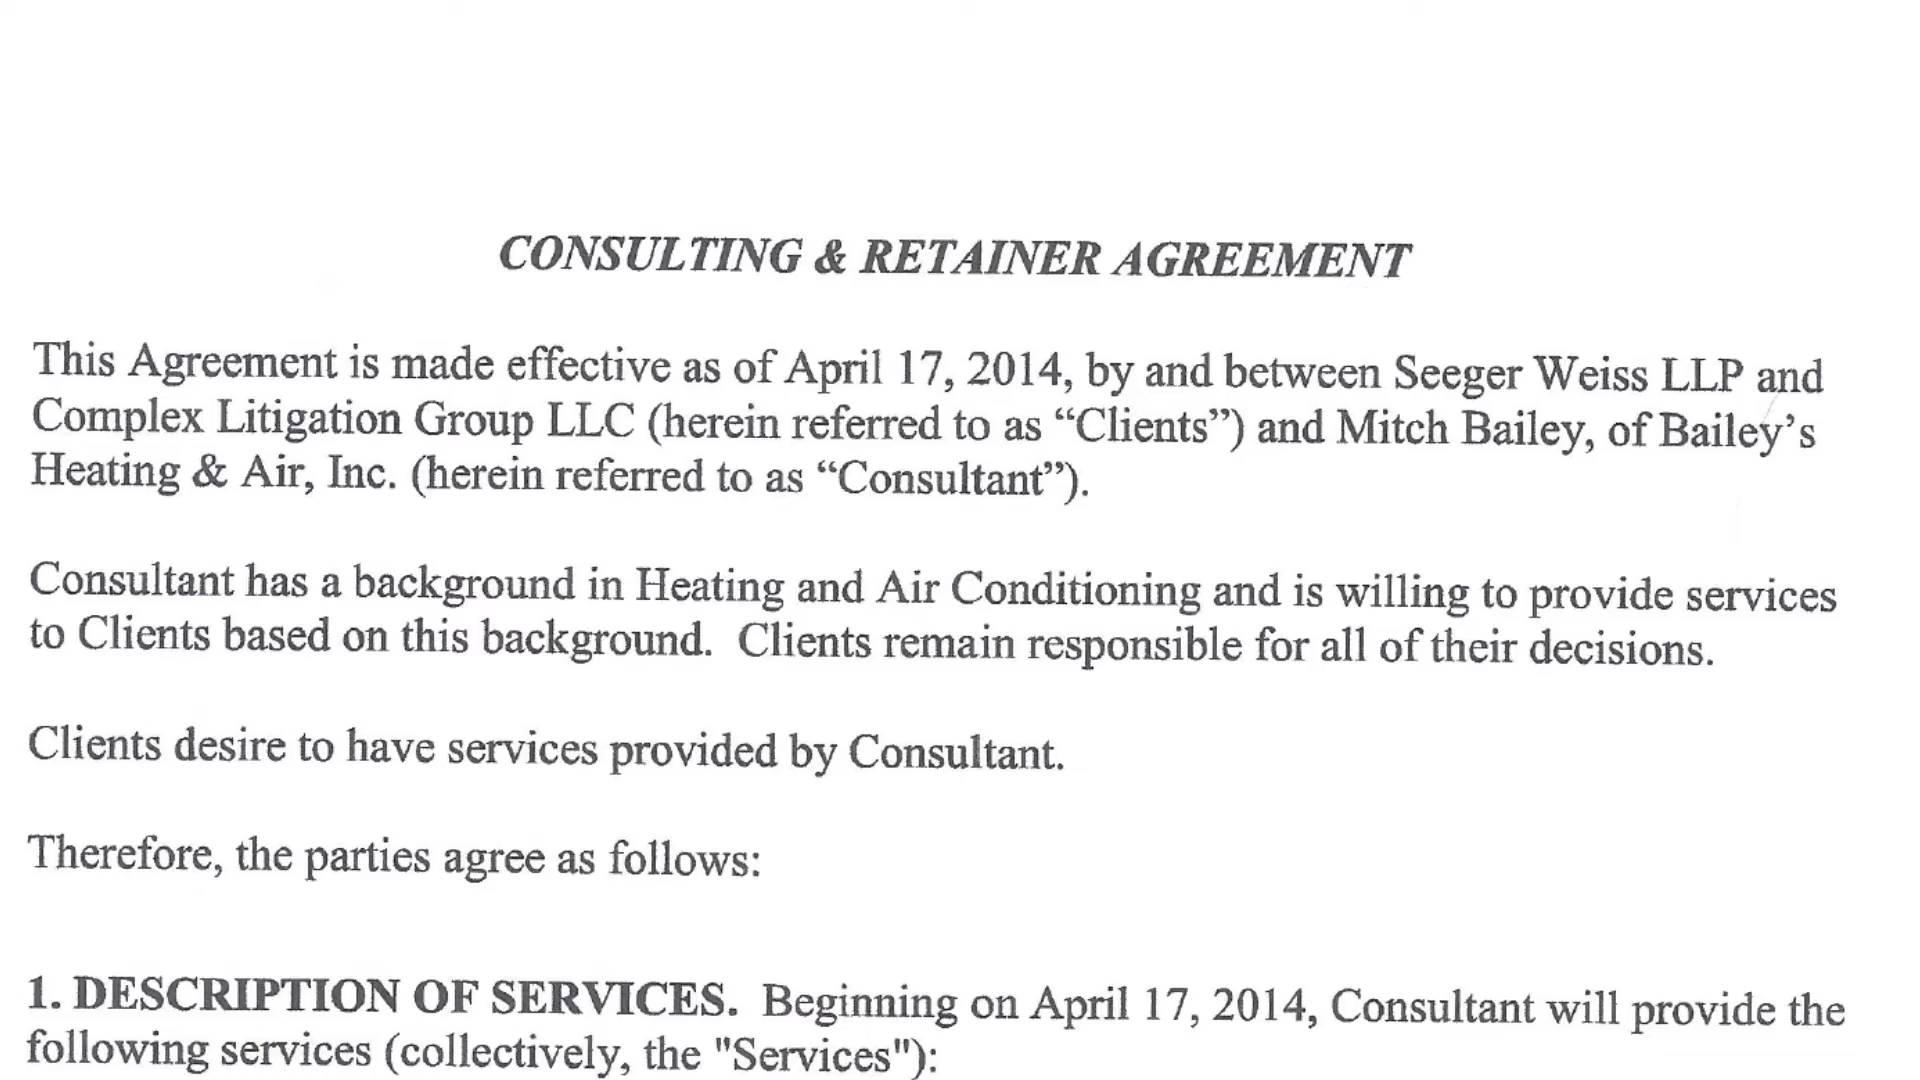 CONSULTING & RETAINER AGREEMENT
This Agreement is made effective as of April 17, 2014, by and between Seeger Weiss LLP and
Complex Litigation Group LLC (herein referred to as “Clients”) and Mitch Bailey, of Bailey’s
Heating & Air, Inc. (herein referred to as “Consultant”).
Consultant has a background in Heating and Air Conditioning and is willing to provide services
to Clients based on this background.  Clients remain responsible for all of their decisions.
Clients desire to have services provided by Consultant.
Therefore, the parties agree as follows:
1. DESCRIPTION OF SERVICES.  Beginning on April 17, 2014, Consultant will provide the
following services (collectively, the "Services"):